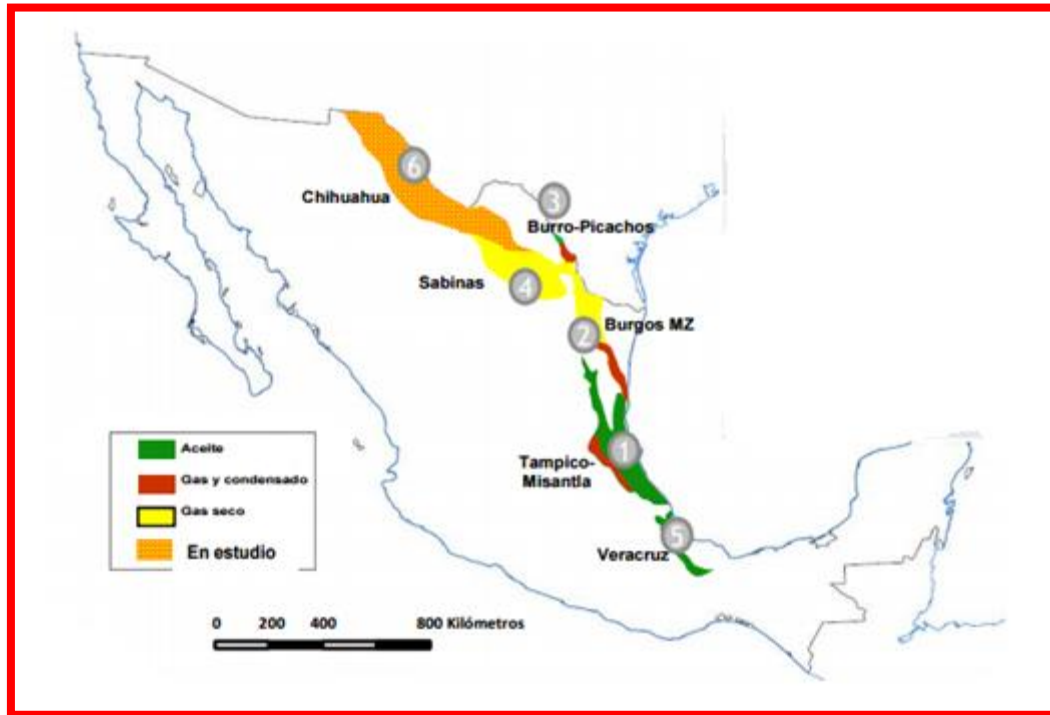 6
Chihuahua
3
Burro-Picachos
Sabinas
4
2
Burgos MZ
Aceite
Gas y condensado
Gas seco
En estudio
1
Tampico-
Misantla
5
Veracruz
0 200 400 800 Kilómetros